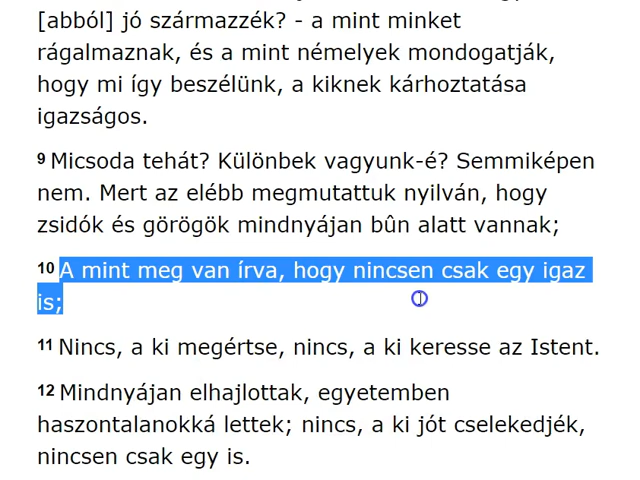 [abból] jó származzék? - a mint minket
rágalmaznak, és a mint némelyek mondogatják,
hogy mi így beszélünk, a kiknek kárhoztatása
igazságos.
9 Micsoda tehát? Különbek vagyunk-é? Semmiképen
nem. Mert az elébb megmutattuk nyilván, hogy
zsidók és görögök mindnyájan bûn alatt vannak;
10 A mint meg van írva, hogy nincsen csak egy igaz
is;
11 Nincs, a ki megértse, nincs, a ki keresse az Istent.
12 Mindnyájan elhajlottak, egyetemben
haszontalanokká lettek; nincs, a ki jót cselekedjék,
nincsen csak egy is.